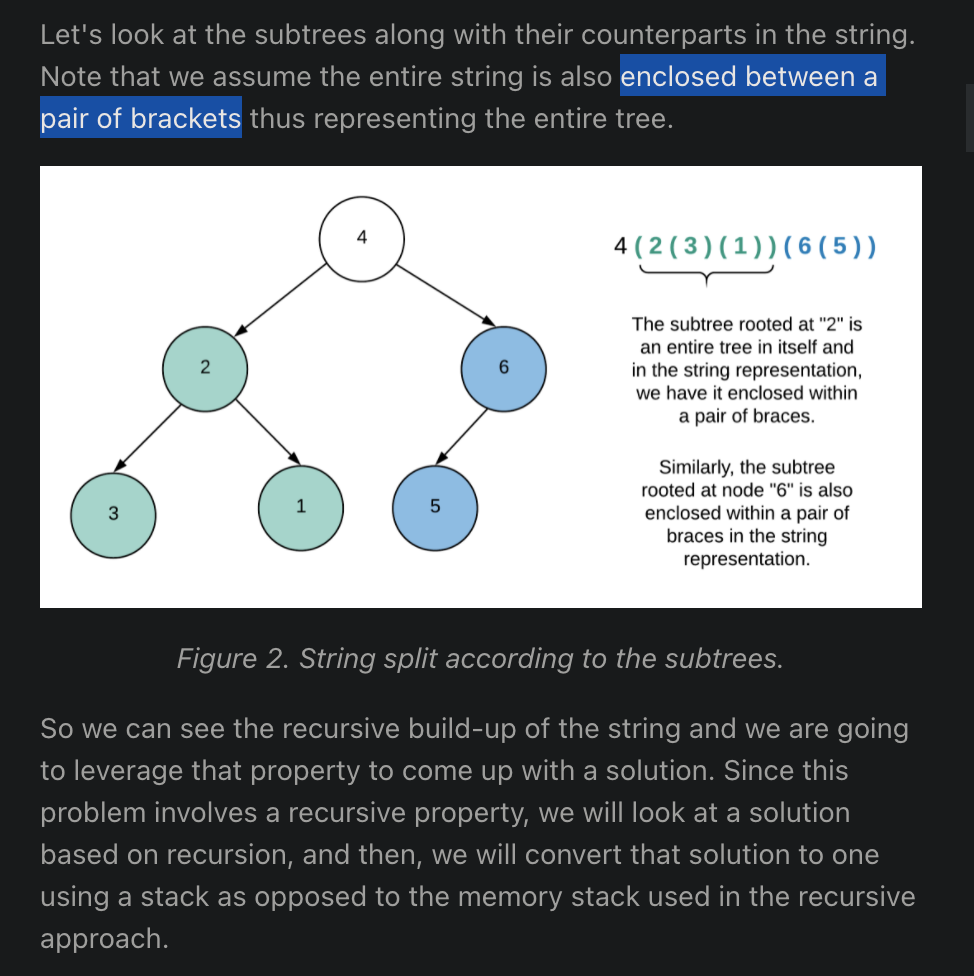 Let's look at the subtrees along with their counterparts in the string.
Note that we assume the entire string is also enclosed between a
pair of brackets thus representing the entire tree.
4
4(2(3)(1))(6(5))
2
6
3
1
5
The subtree rooted at "2" is
an entire tree in itself and
in the string representation,
we have it enclosed within
a pair of braces.
Similarly, the subtree
rooted at node "6" is also
enclosed within a pair of
braces in the string
representation.
Figure 2. String split according to the subtrees.
So we can see the recursive build-up of the string and we are going
to leverage that property to come up with a solution. Since this
problem involves a recursive property, we will look at a solution
based on recursion, and then, we will convert that solution to one
using a stack as opposed to the memory stack used in the recursive
approach.